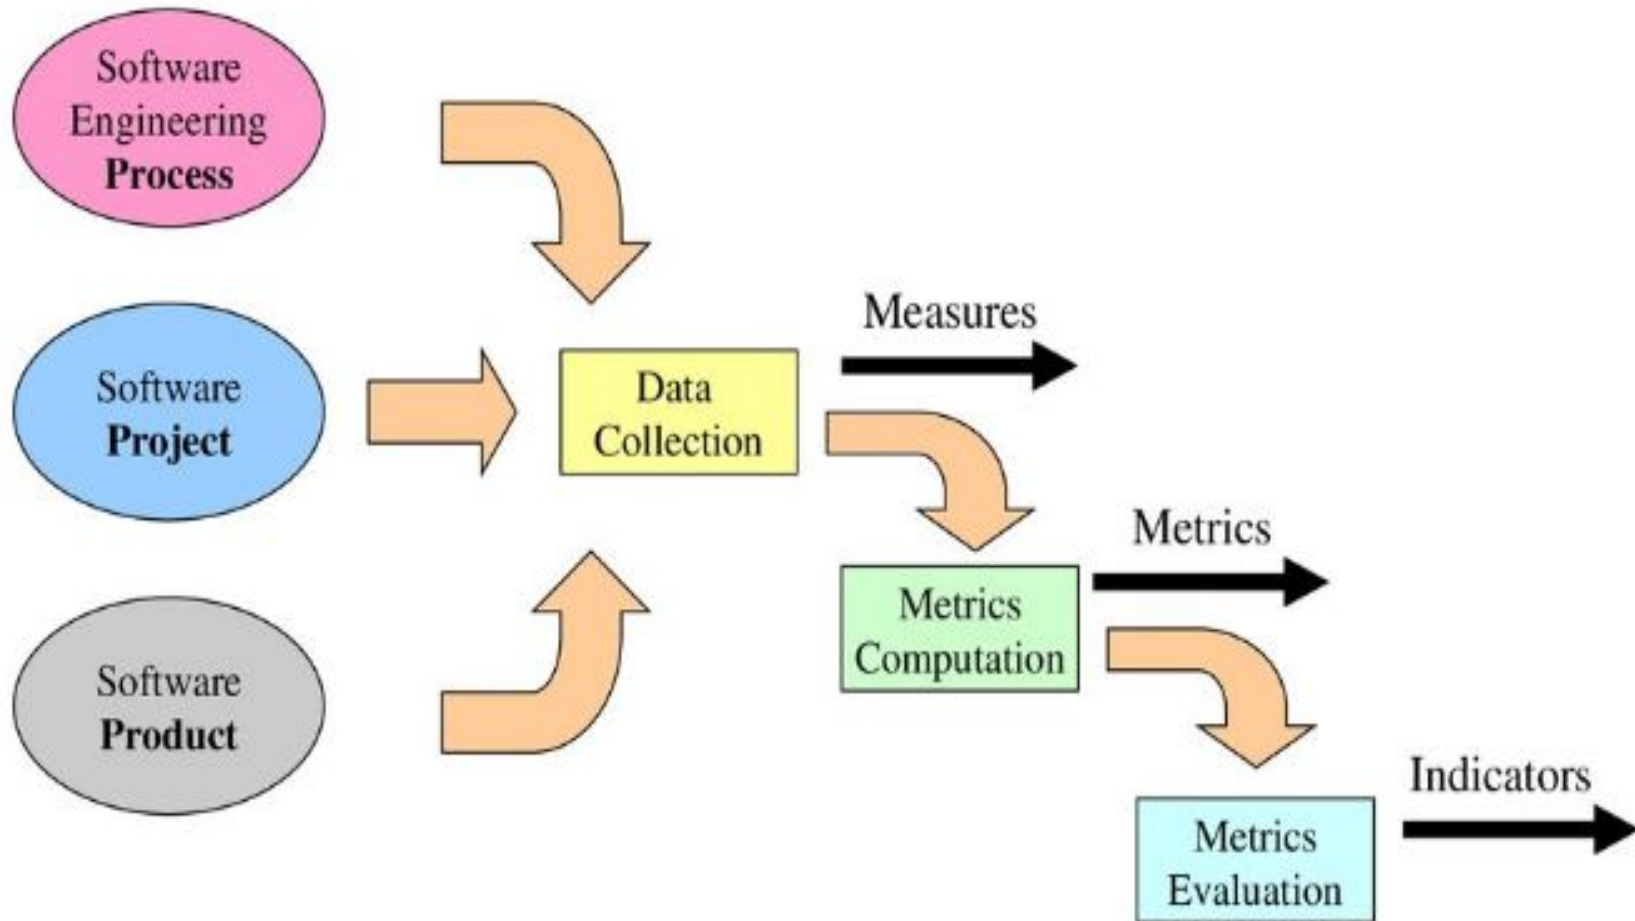 Software
Engineering
Process
Software
Project
Software
Product
Data
Collection
Measures
Metrics
Computation
Metrics
Metrics
Evaluation
Indicators